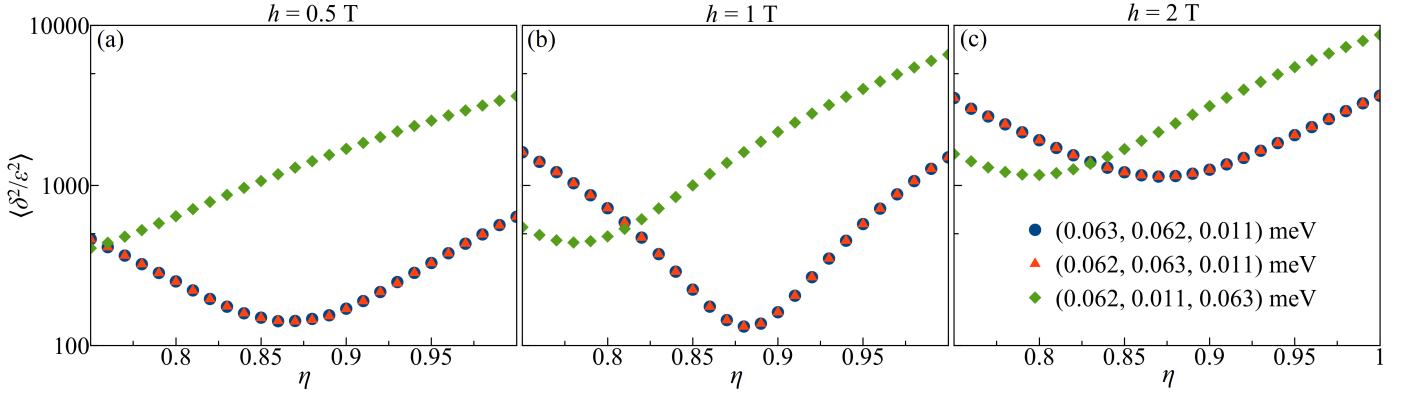 h = 0.5 T
h = 1 T
h = 2 T
(a)
(b)
(c)
10000
1000
100
⟨δ²/ε²⟩
0.8 0.85 0.9 0.95
0.8 0.85 0.9 0.95
0.8 0.85 0.9 0.95 1
η
η
η
(0.063, 0.062, 0.011) meV
(0.062, 0.063, 0.011) meV
(0.062, 0.011, 0.063) meV